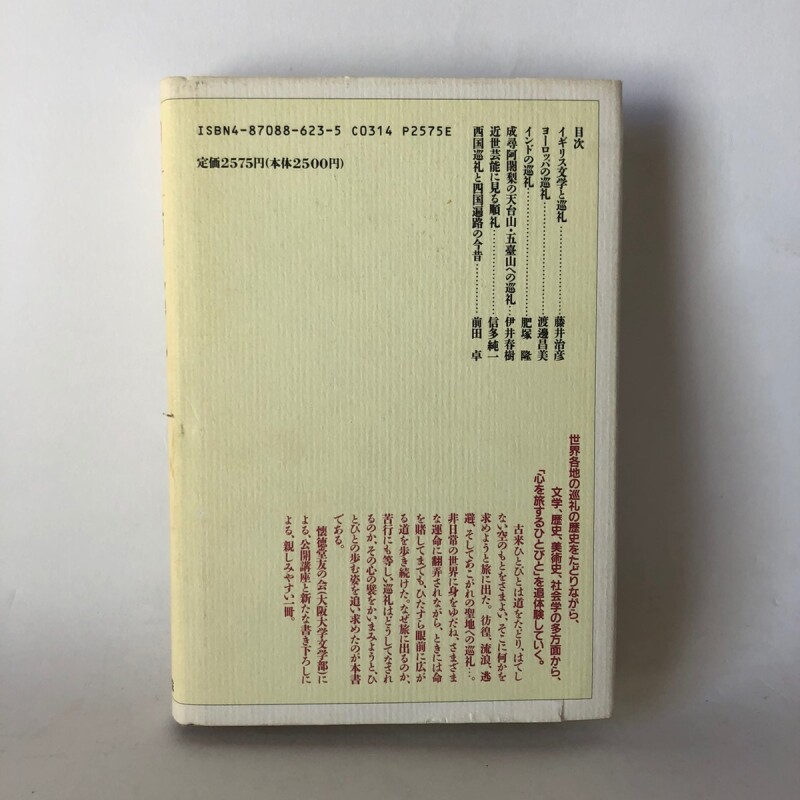 ISBN4-87088-623-5 C0314 P2575E
定価2575円(本体2500円)
目次
イギリス文学と巡礼…………………藤井治彦
ヨーロッパの巡礼…………………渡邊昌美
インドの巡礼…………………肥塚 隆
成尋阿闍梨の天台山・五臺山への巡礼……伊井春樹
近世芸能に見る順礼…………………信多純一
西国巡礼と四国遍路の今昔…………前田 卓
世界各地の巡礼の歴史をたどりながら、
文学、歴史、美術史、社会学の多方面から、
「心を旅するひとびと」を追体験していく。
古来ひとびとは道をたどり、はてし
ない空のもとをさまよい、そこに何かを
求めようと旅に出た。彷徨、流浪、逃
避、そしてあこがれの聖地への巡礼…。
非日常の世界に身をゆだね、さまざま
な運命に翻弄されながら、ときには命
を賭してまでも、ひたすら眼前に広が
る道を歩き続けた。なぜ旅に出るのか、
苦行にも等しい巡礼はどうしてなされ
るのか、その心の襞をかいまみようと、ひ
とびとの歩む姿を追い求めたのが本書
である。
懐徳堂友の会(大阪大学文学部)に
よる、公開講座と新たな書き下ろしに
よる、親しみやすい一冊。